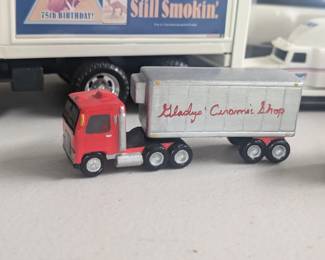 75th BIRTHDAY!
Still Smokin'.
Gladys' Ceramic Shop